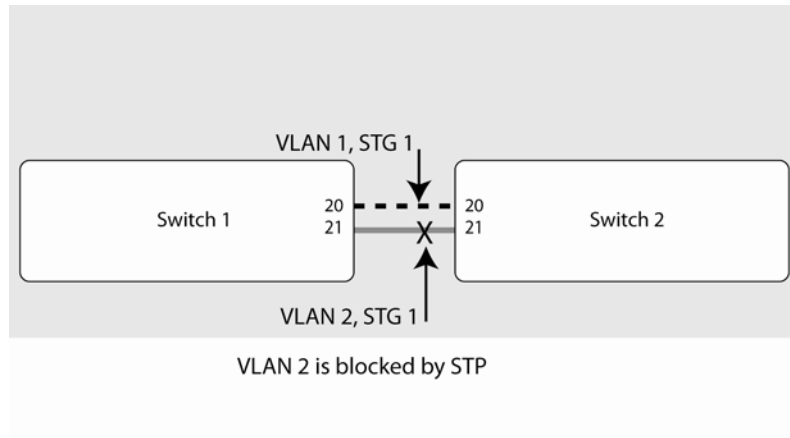 VLAN 1, STG 1
Switch 1
20
21
X
20
21
Switch 2
VLAN 2, STG 1
VLAN 2 is blocked by STP